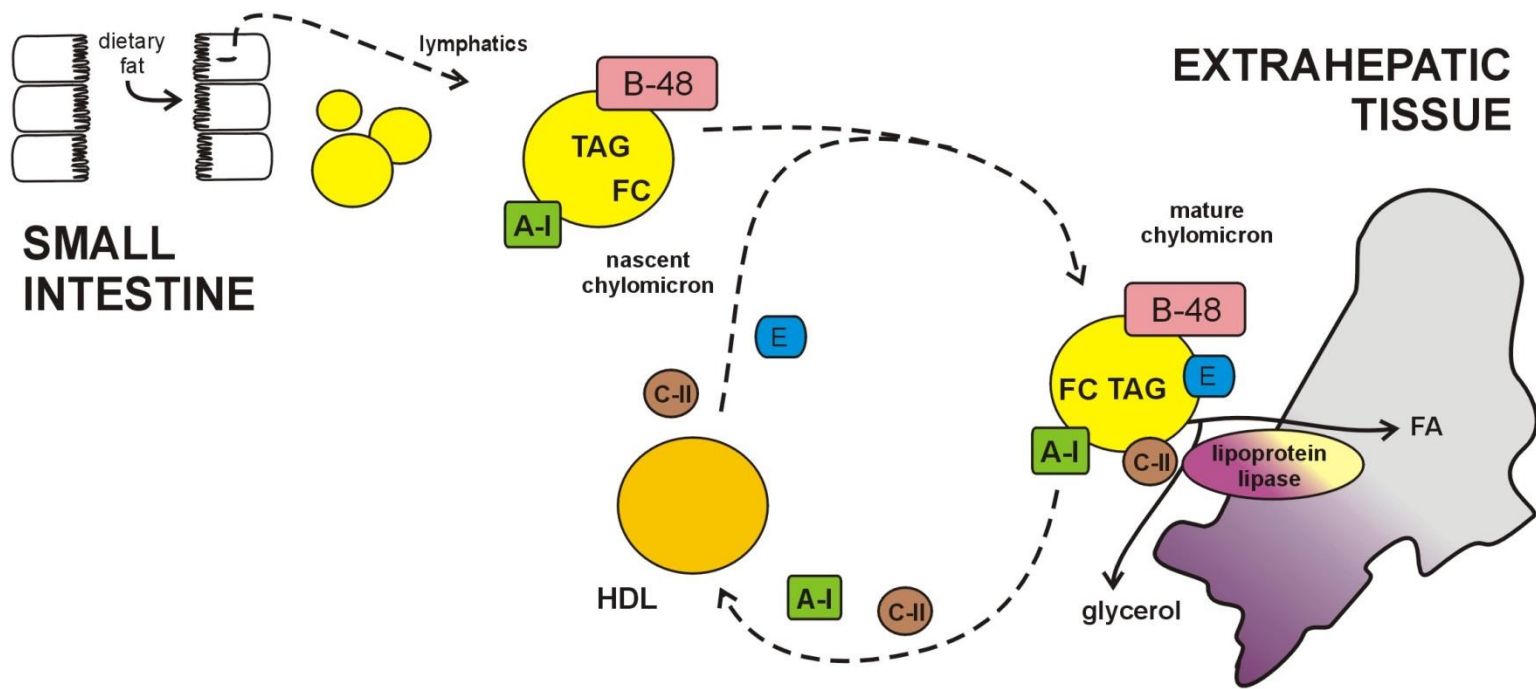 dietary
fat
lymphatics
B-48
TAG
FC
A-I
nascent
chylomicron
SMALL
INTESTINE
EXTRAHEPATIC
TISSUE
mature
chylomicron
B-48
E
FC TAG
E
C-II
A-I
C-II
lipoprotein
lipase
FA
HDL
A-I
C-II
glycerol